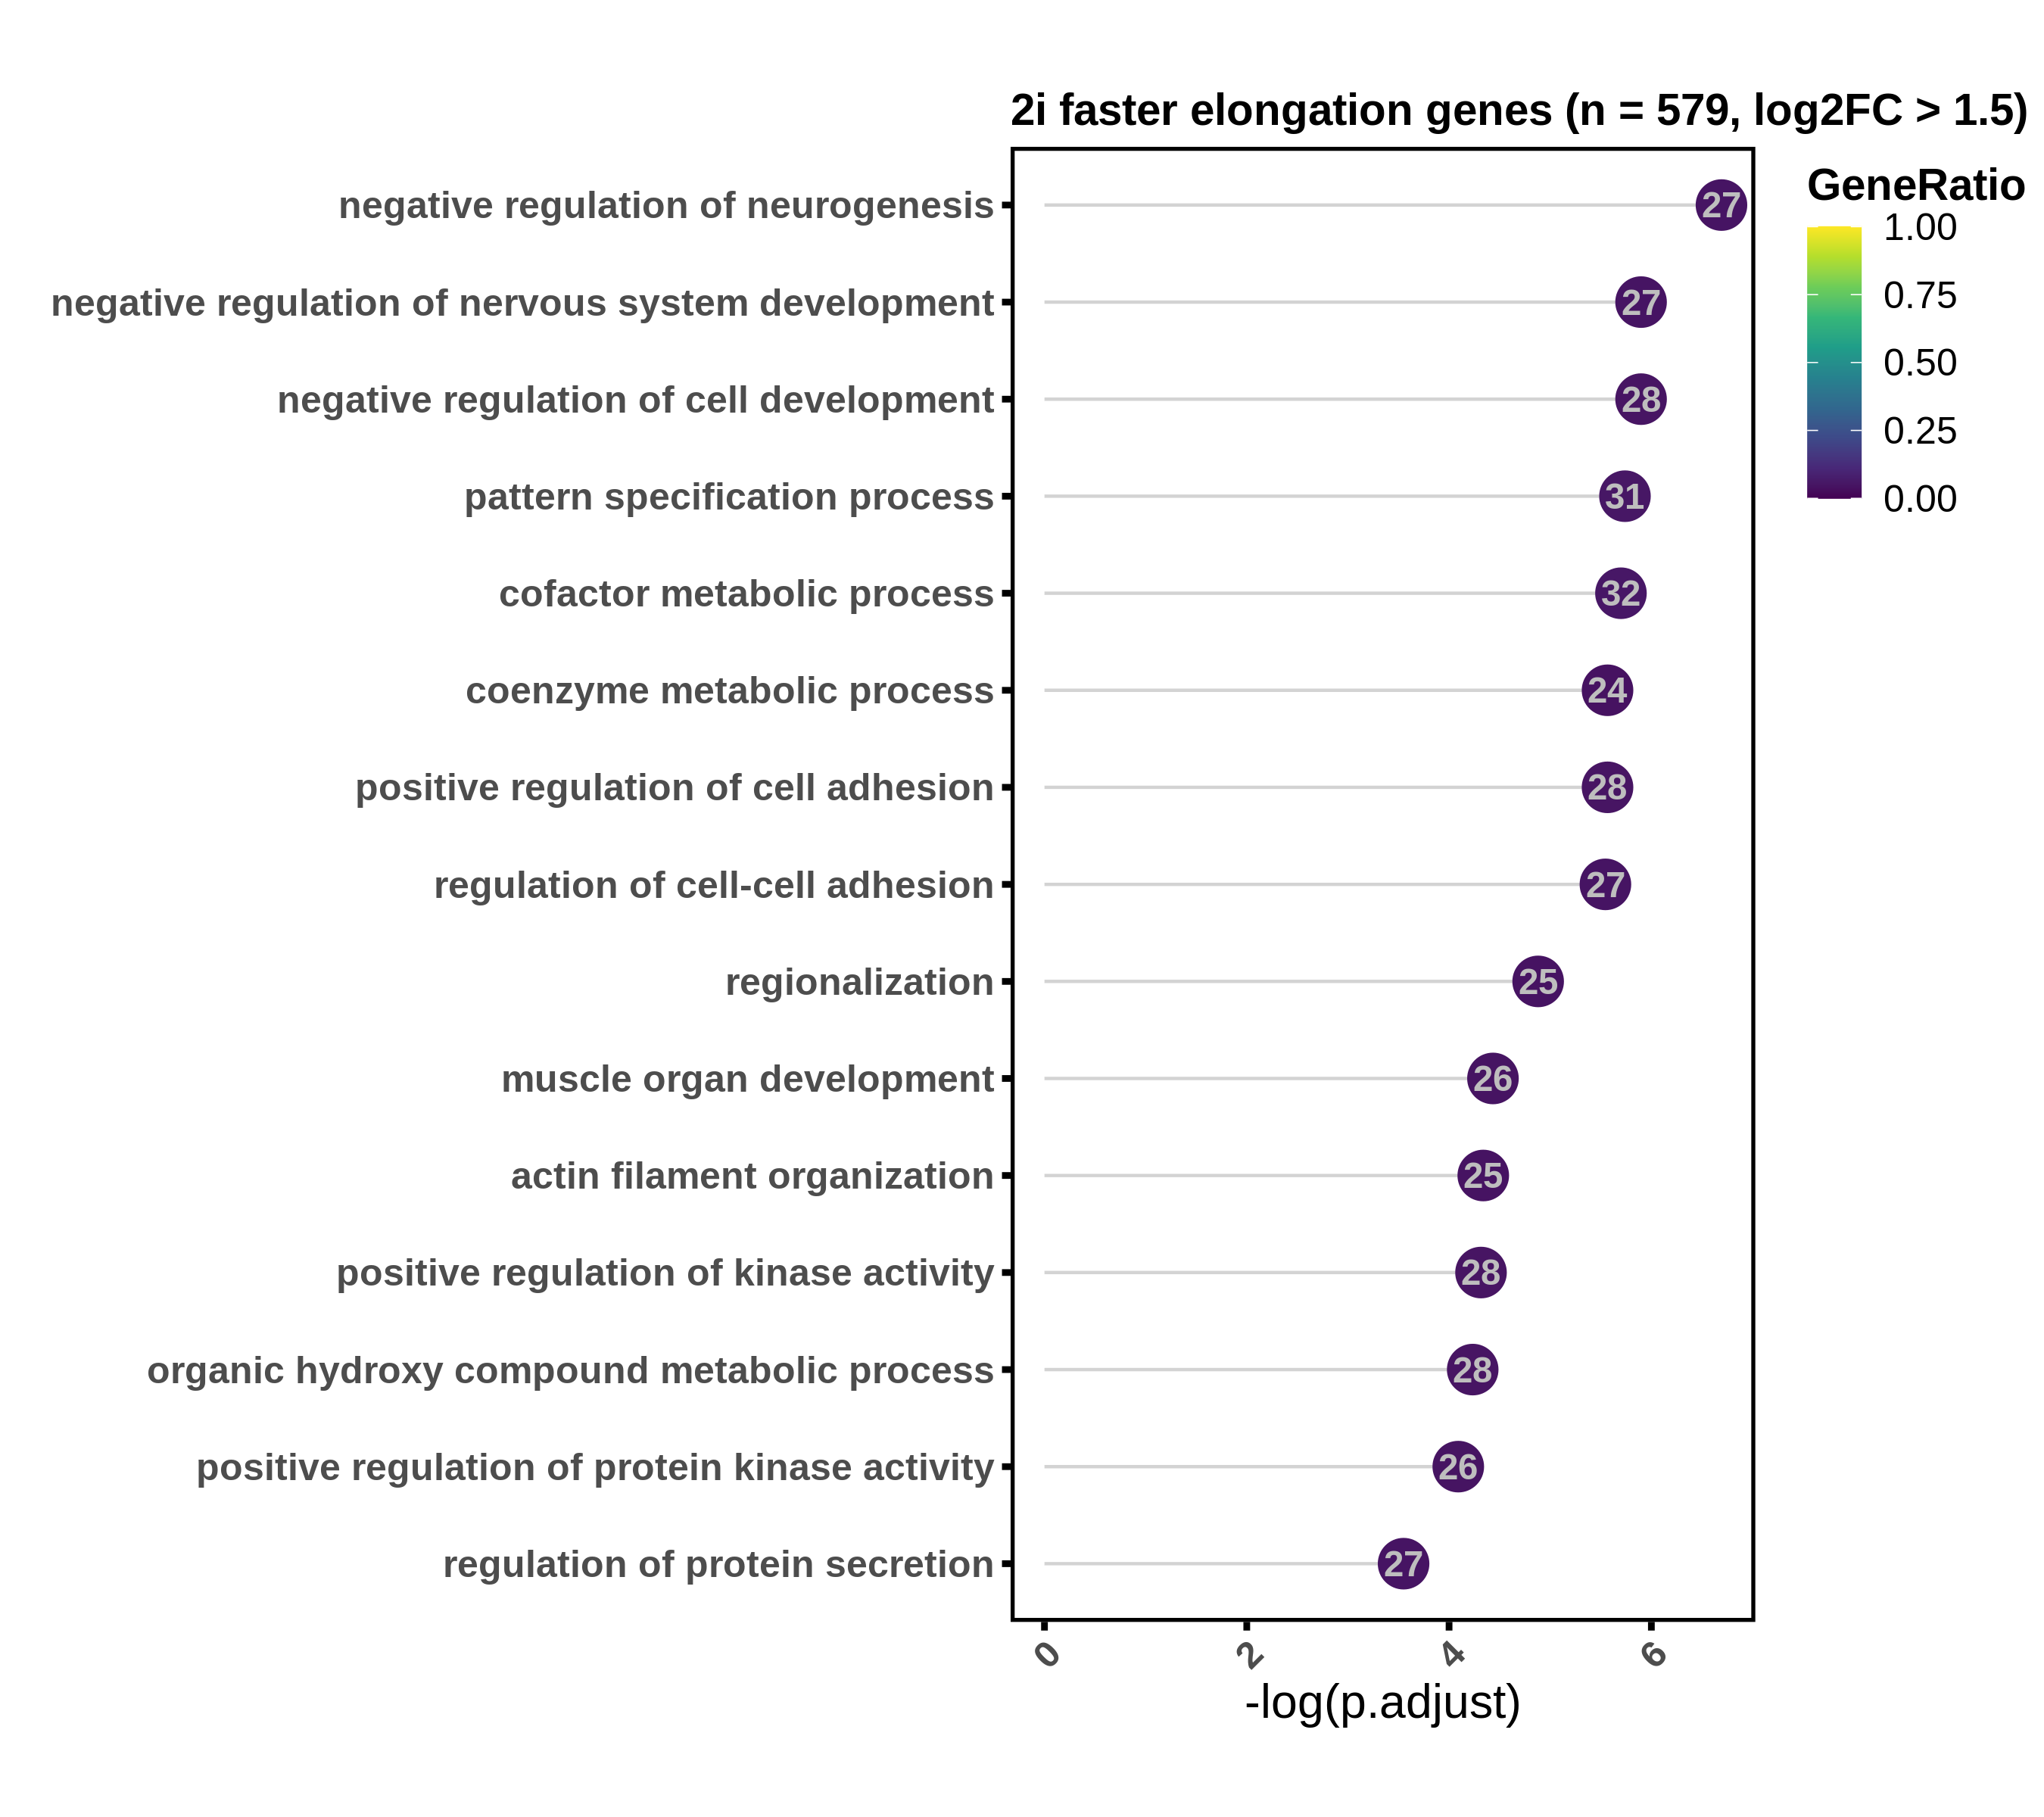 2i faster elongation genes (n = 579, log2FC > 1.5)
negative regulation of neurogenesis
27
negative regulation of nervous system development
27
negative regulation of cell development
28
pattern specification process
31
cofactor metabolic process
32
coenzyme metabolic process
24
positive regulation of cell adhesion
28
regulation of cell-cell adhesion
27
regionalization
25
muscle organ development
26
actin filament organization
25
positive regulation of kinase activity
28
organic hydroxy compound metabolic process
28
positive regulation of protein kinase activity
26
regulation of protein secretion
27
0 2 4 6
-log(p.adjust)
GeneRatio
1.00
0.75
0.50
0.25
0.00